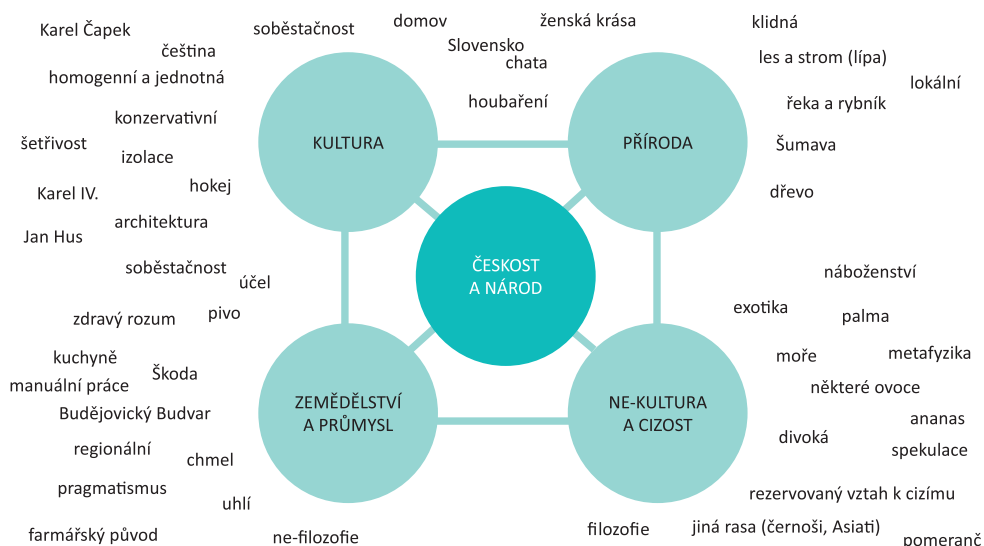 Karel Čapek
soběstačnost
domov
ženská krása
klidná
čeština
Slovensko
chata
les a strom (lípa)
homogenní a jednotná
lokální
houbaření
řeka a rybník
konzervativní
šetřivost
izolace
KULTURA
PŘÍRODA
Šumava
Karel IV.
hokej
dřevo
architektura
Jan Hus
soběstačnost
účel
ČESKOST
A NÁROD
náboženství
zdravý rozum
pivo
exotika
palma
kuchyně
Škoda
moře
metafyzika
manuální práce
některé ovoce
Budějovický Budvar
ZEMĚDĚLSTVÍ
A PRŮMYSL
NE-KULTURA
A CIZOST
ananas
regionální
chmel
divoká
spekulace
pragmatismus
uhlí
rezervovaný vztah k cizímu
farmářský původ
ne-filozofie
filozofie
jiná rasa (černoši, Asiati)
pomeranč